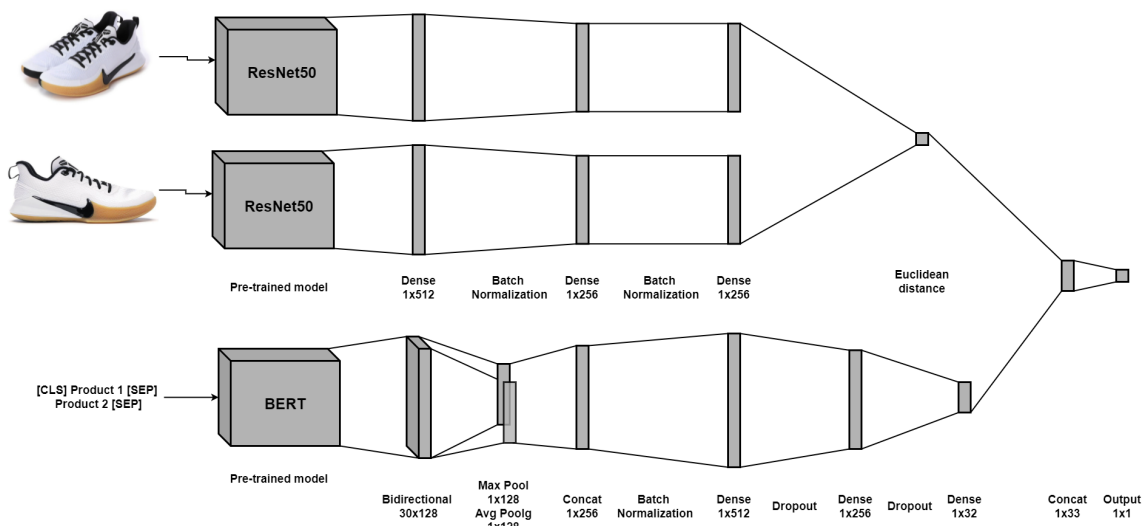 ResNet50
ResNet50
Pre-trained model
Dense
1x512
Batch
Normalization
Dense
1x256
Batch
Normalization
Dense
1x256
Euclidean
distance
[CLS] Product 1 [SEP]
Product 2 [SEP]
BERT
Pre-trained model
Bidirectional
30x128
Max Pool
1x128
Avg Poolg
1x128
Concat
1x256
Batch
Normalization
Dense
1x512
Dropout
Dense
1x256
Dropout
Dense
1x32
Concat
1x33
Output
1x1